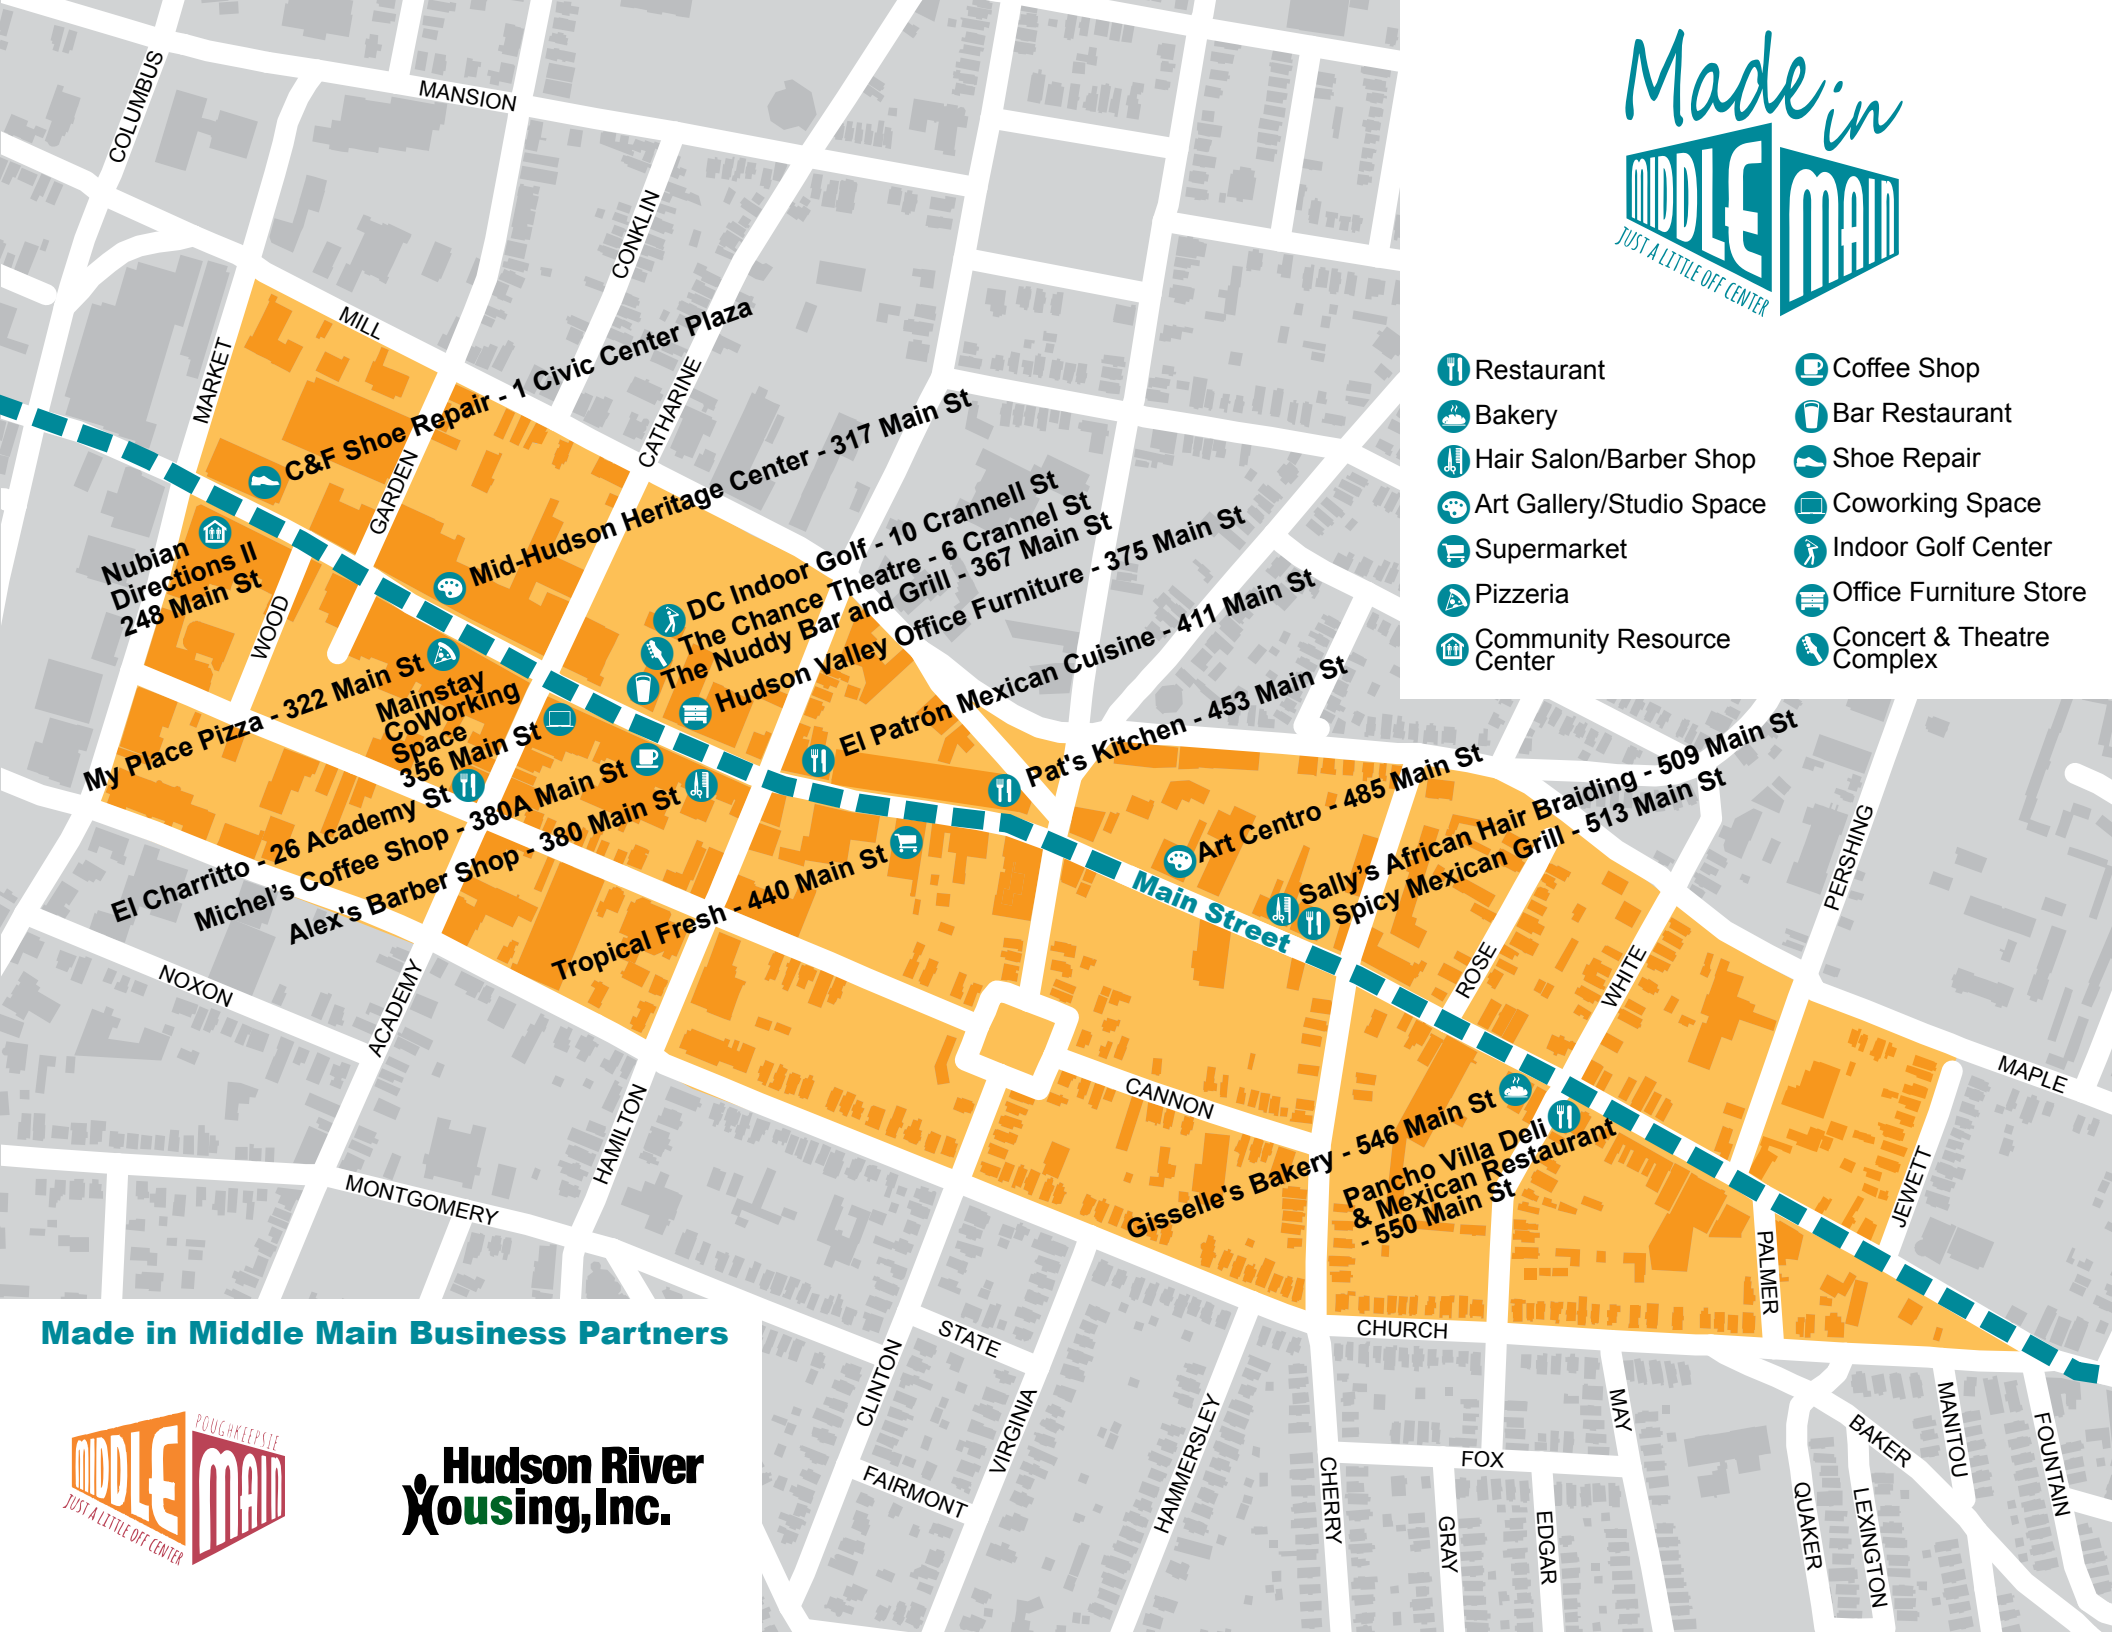 Made in
MIDDLE MAIN
JUST A LITTLE OFF CENTER
Restaurant
Bakery
Hair Salon/Barber Shop
Art Gallery/Studio Space
Supermarket
Pizzeria
Community Resource
Center
Coffee Shop
Bar Restaurant
Shoe Repair
Coworking Space
Indoor Golf Center
Office Furniture Store
Concert & Theatre
Complex
COLUMBUS
MANSION
CONKLIN
MILL
MARKET
CATHARINE
GARDEN
WOOD
C&F Shoe Repair - 1 Civic Center Plaza
Mid-Hudson Heritage Center - 317 Main St
Nubian
Directions II
248 Main St
DC Indoor Golf - 10 Crannell St
The Chance Theatre - 6 Crannel St
The Nuddy Bar and Grill - 367 Main St
Hudson Valley Office Furniture - 375 Main St
My Place Pizza - 322 Main St
Mainstay
CoWorking
Space
356 Main St
El Patrón Mexican Cuisine - 411 Main St
Pat's Kitchen - 453 Main St
El Charritto - 26 Academy St
Michel's Coffee Shop - 380A Main St
Alex's Barber Shop - 380 Main St
Tropical Fresh - 440 Main St
Art Centro - 485 Main St
Sally's African Hair Braiding - 509 Main St
Spicy Mexican Grill - 513 Main St
Main Street
PERSHING
ROSE
WHITE
NOXON
ACADEMY
HAMILTON
CANNON
MAPLE
Gisselle's Bakery - 546 Main St
Pancho Villa Deli
& Mexican Restaurant
- 550 Main St
JEWETT
PALMER
MONTGOMERY
CHURCH
STATE
CLINTON
VIRGINIA
FAIRMONT
HAMMERSLEY
CHERRY
FOX
GRAY
EDGAR
MAY
QUAKER
LEXINGTON
BAKER
MANITOU
FOUNTAIN
Made in Middle Main Business Partners
POUGHKEEPSIE
MIDDLE MAIN
JUST A LITTLE OFF CENTER
Hudson River
Housing, Inc.